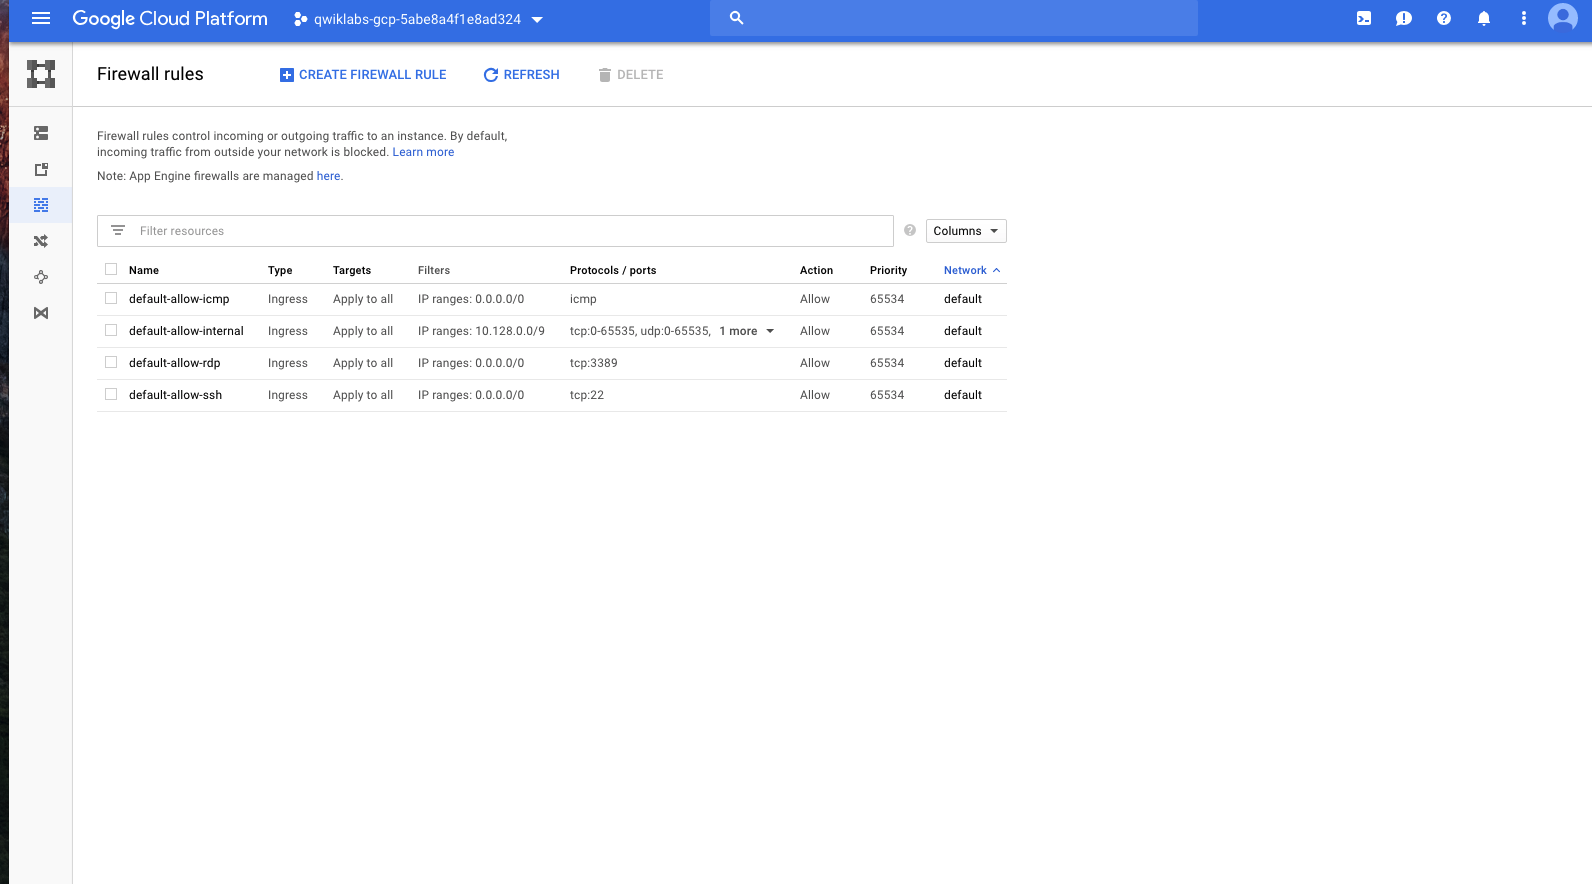 Google Cloud Platform qwiklabs-gcp-5abe8a4f1e8ad324
Firewall rules CREATE FIREWALL RULE REFRESH DELETE
Firewall rules control incoming or outgoing traffic to an instance. By default,
incoming traffic from outside your network is blocked. Learn more
Note: App Engine firewalls are managed here.
Filter resources Columns
Name Type Targets Filters Protocols / ports Action Priority Network
default-allow-icmp Ingress Apply to all IP ranges: 0.0.0.0/0 icmp Allow 65534 default
default-allow-internal Ingress Apply to all IP ranges: 10.128.0.0/9 tcp:0-65535, udp:0-65535, 1 more Allow 65534 default
default-allow-rdp Ingress Apply to all IP ranges: 0.0.0.0/0 tcp:3389 Allow 65534 default
default-allow-ssh Ingress Apply to all IP ranges: 0.0.0.0/0 tcp:22 Allow 65534 default